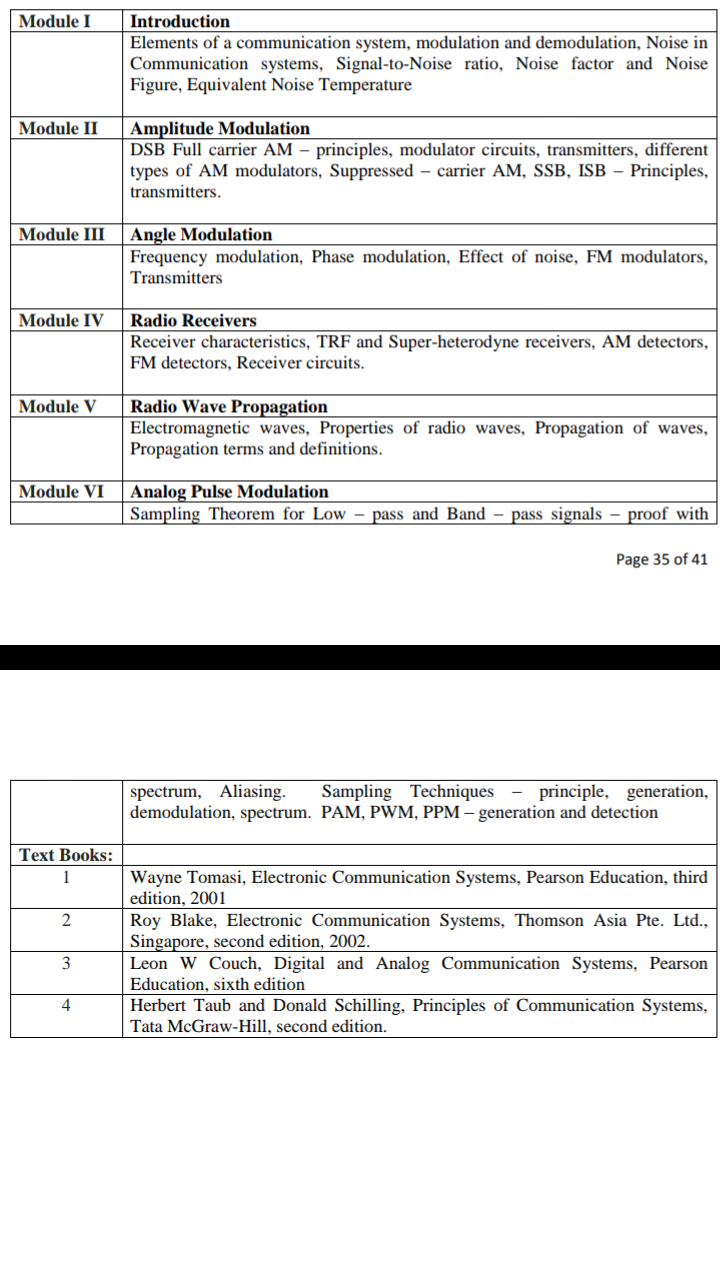 Module I Introduction
Elements of a communication system, modulation and demodulation, Noise in
Communication systems, Signal-to-Noise ratio, Noise factor and Noise
Figure, Equivalent Noise Temperature
Module II Amplitude Modulation
DSB Full carrier AM – principles, modulator circuits, transmitters, different
types of AM modulators, Suppressed – carrier AM, SSB, ISB – Principles,
transmitters.
Module III Angle Modulation
Frequency modulation, Phase modulation, Effect of noise, FM modulators,
Transmitters
Module IV Radio Receivers
Receiver characteristics, TRF and Super-heterodyne receivers, AM detectors,
FM detectors, Receiver circuits.
Module V Radio Wave Propagation
Electromagnetic waves, Properties of radio waves, Propagation of waves,
Propagation terms and definitions.
Module VI Analog Pulse Modulation
Sampling Theorem for Low – pass and Band – pass signals – proof with
Page 35 of 41
spectrum, Aliasing. Sampling Techniques – principle, generation,
demodulation, spectrum. PAM, PWM, PPM – generation and detection
Text Books:
1 Wayne Tomasi, Electronic Communication Systems, Pearson Education, third
edition, 2001
2 Roy Blake, Electronic Communication Systems, Thomson Asia Pte. Ltd.,
Singapore, second edition, 2002.
3 Leon W Couch, Digital and Analog Communication Systems, Pearson
Education, sixth edition
4 Herbert Taub and Donald Schilling, Principles of Communication Systems,
Tata McGraw-Hill, second edition.